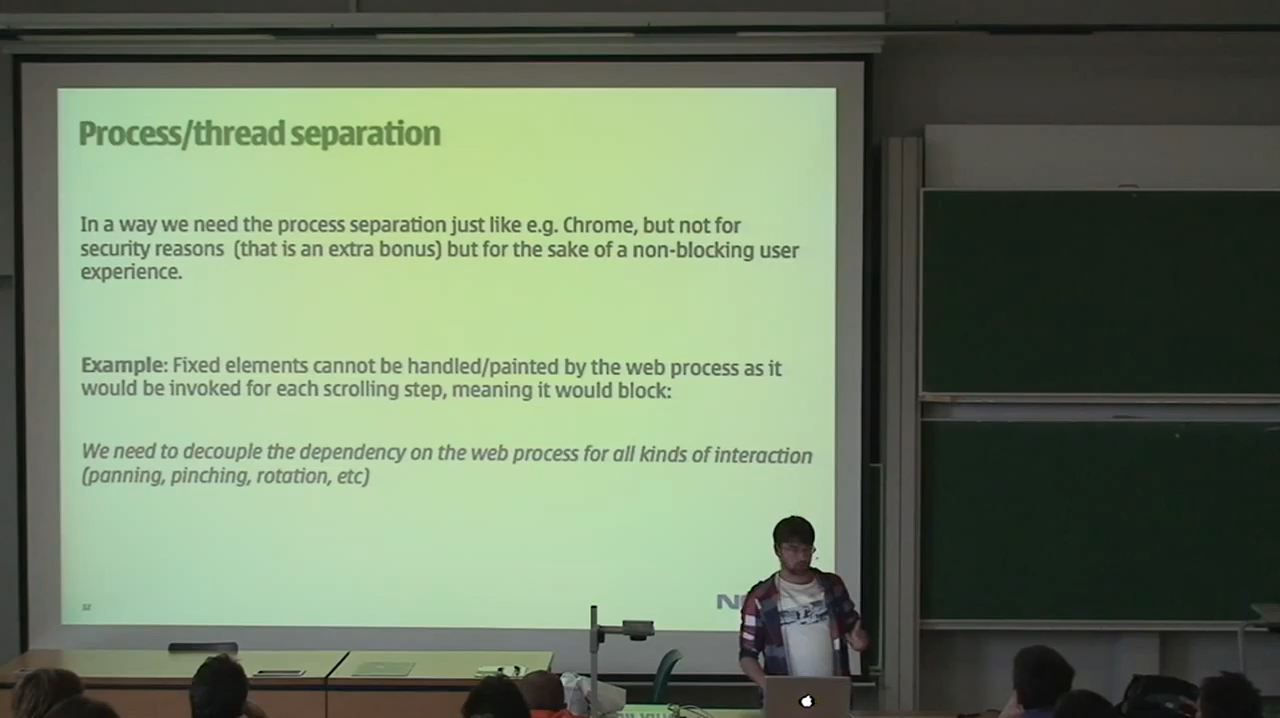 Process/thread separation
In a way we need the process separation just like e.g. Chrome, but not for
security reasons (that is an extra bonus) but for the sake of a non-blocking user
experience.
Example: Fixed elements cannot be handled/painted by the web process as it
would be invoked for each scrolling step, meaning it would block:
We need to decouple the dependency on the web process for all kinds of interaction
(panning, pinching, rotation, etc)